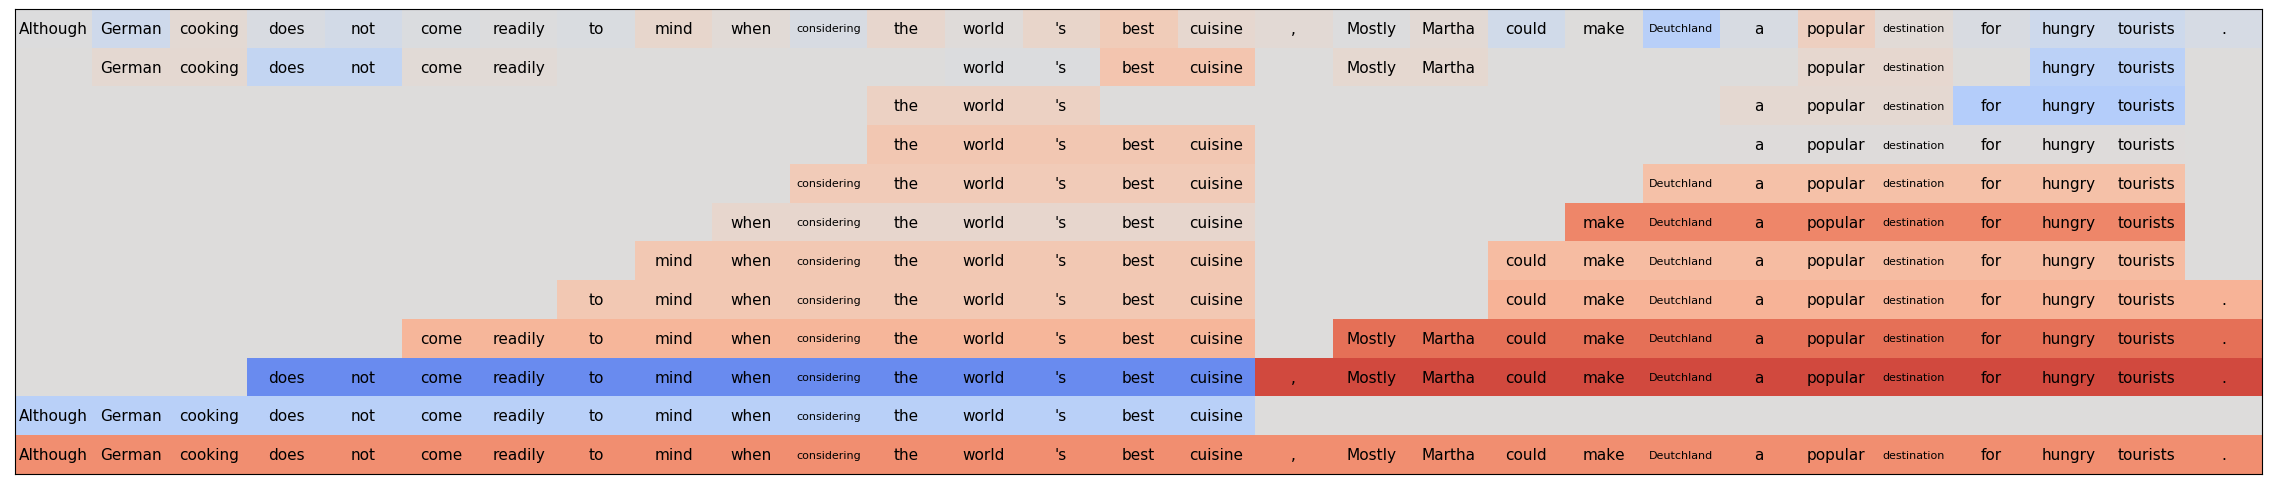 Although German cooking does not come readily to mind when considering the world 's best cuisine , Mostly Martha could make Deutchland a popular destination for hungry tourists .
German cooking does not come readily world 's best cuisine Mostly Martha popular destination hungry tourists
the world 's a popular destination for hungry tourists
the world 's best cuisine a popular destination for hungry tourists
considering the world 's best cuisine Deutchland a popular destination for hungry tourists
when considering the world 's best cuisine make Deutchland a popular destination for hungry tourists
mind when considering the world 's best cuisine could make Deutchland a popular destination for hungry tourists
to mind when considering the world 's best cuisine could make Deutchland a popular destination for hungry tourists .
come readily to mind when considering the world 's best cuisine Mostly Martha could make Deutchland a popular destination for hungry tourists .
does not come readily to mind when considering the world 's best cuisine , Mostly Martha could make Deutchland a popular destination for hungry tourists .
Although German cooking does not come readily to mind when considering the world 's best cuisine
Although German cooking does not come readily to mind when considering the world 's best cuisine , Mostly Martha could make Deutchland a popular destination for hungry tourists .